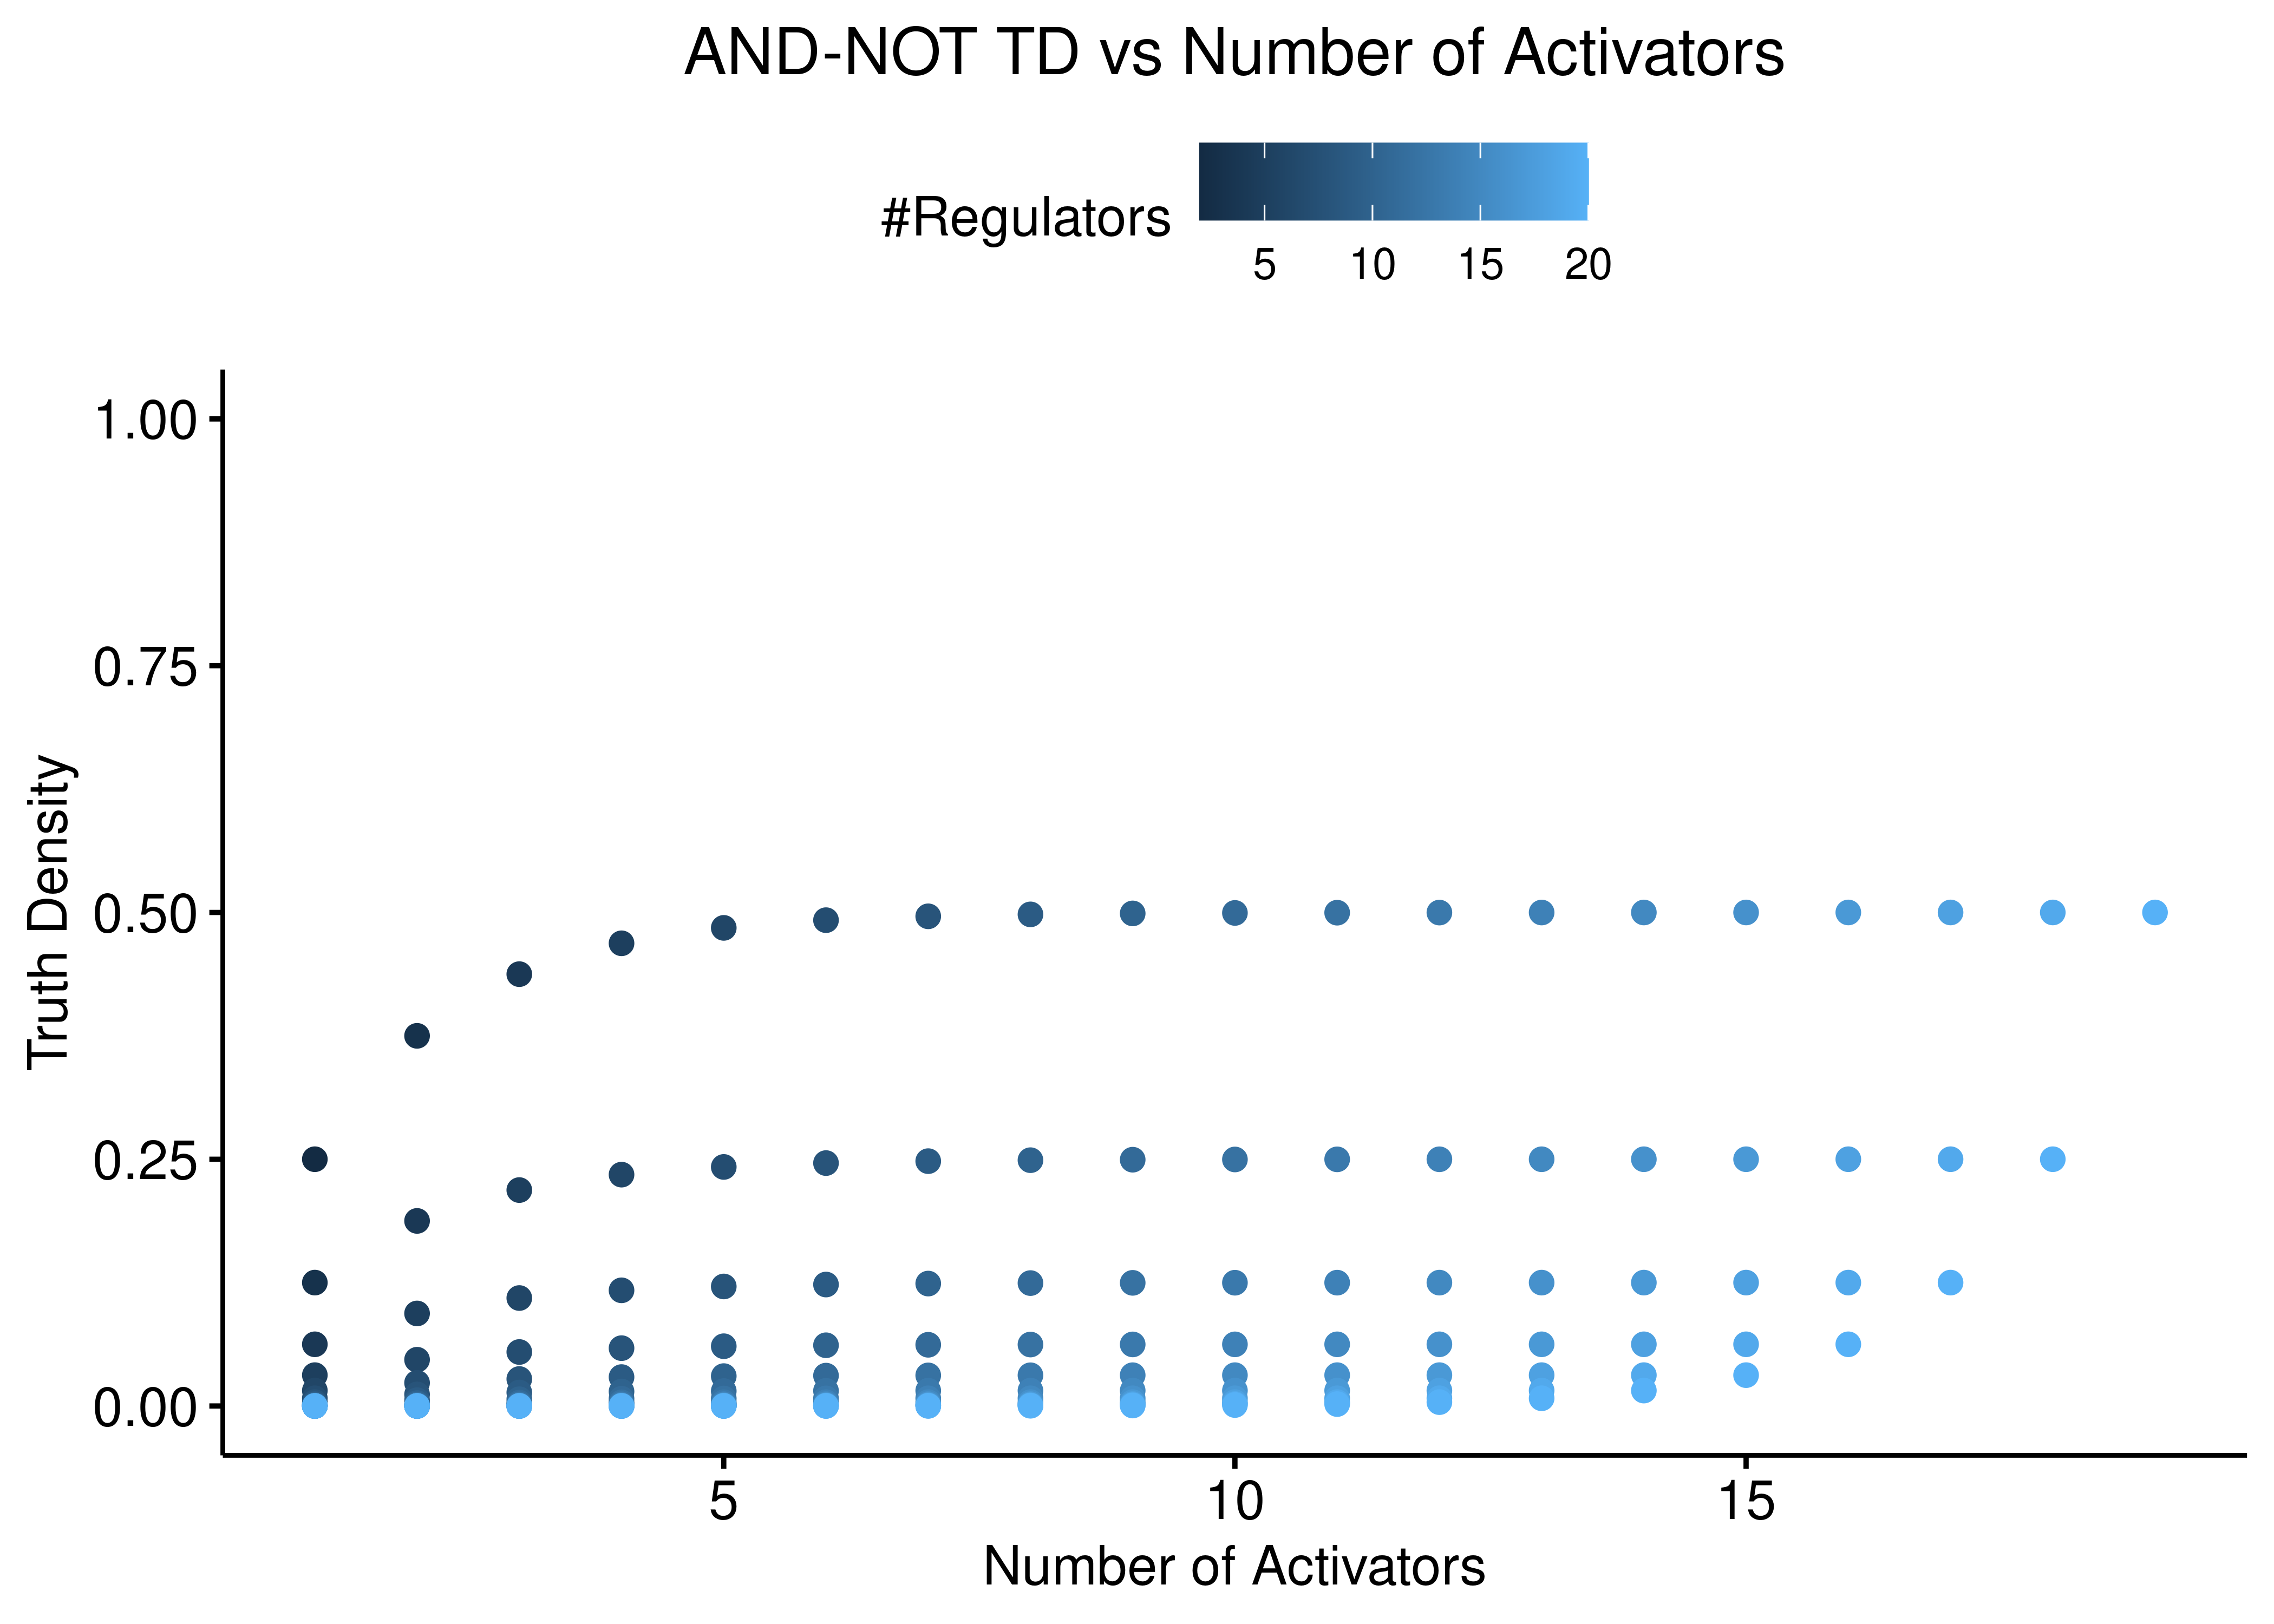 AND-NOT TD vs Number of Activators
#Regulators
5 10 15 20
1.00
0.75
0.50
0.25
0.00
Truth Density
5 10 15
Number of Activators